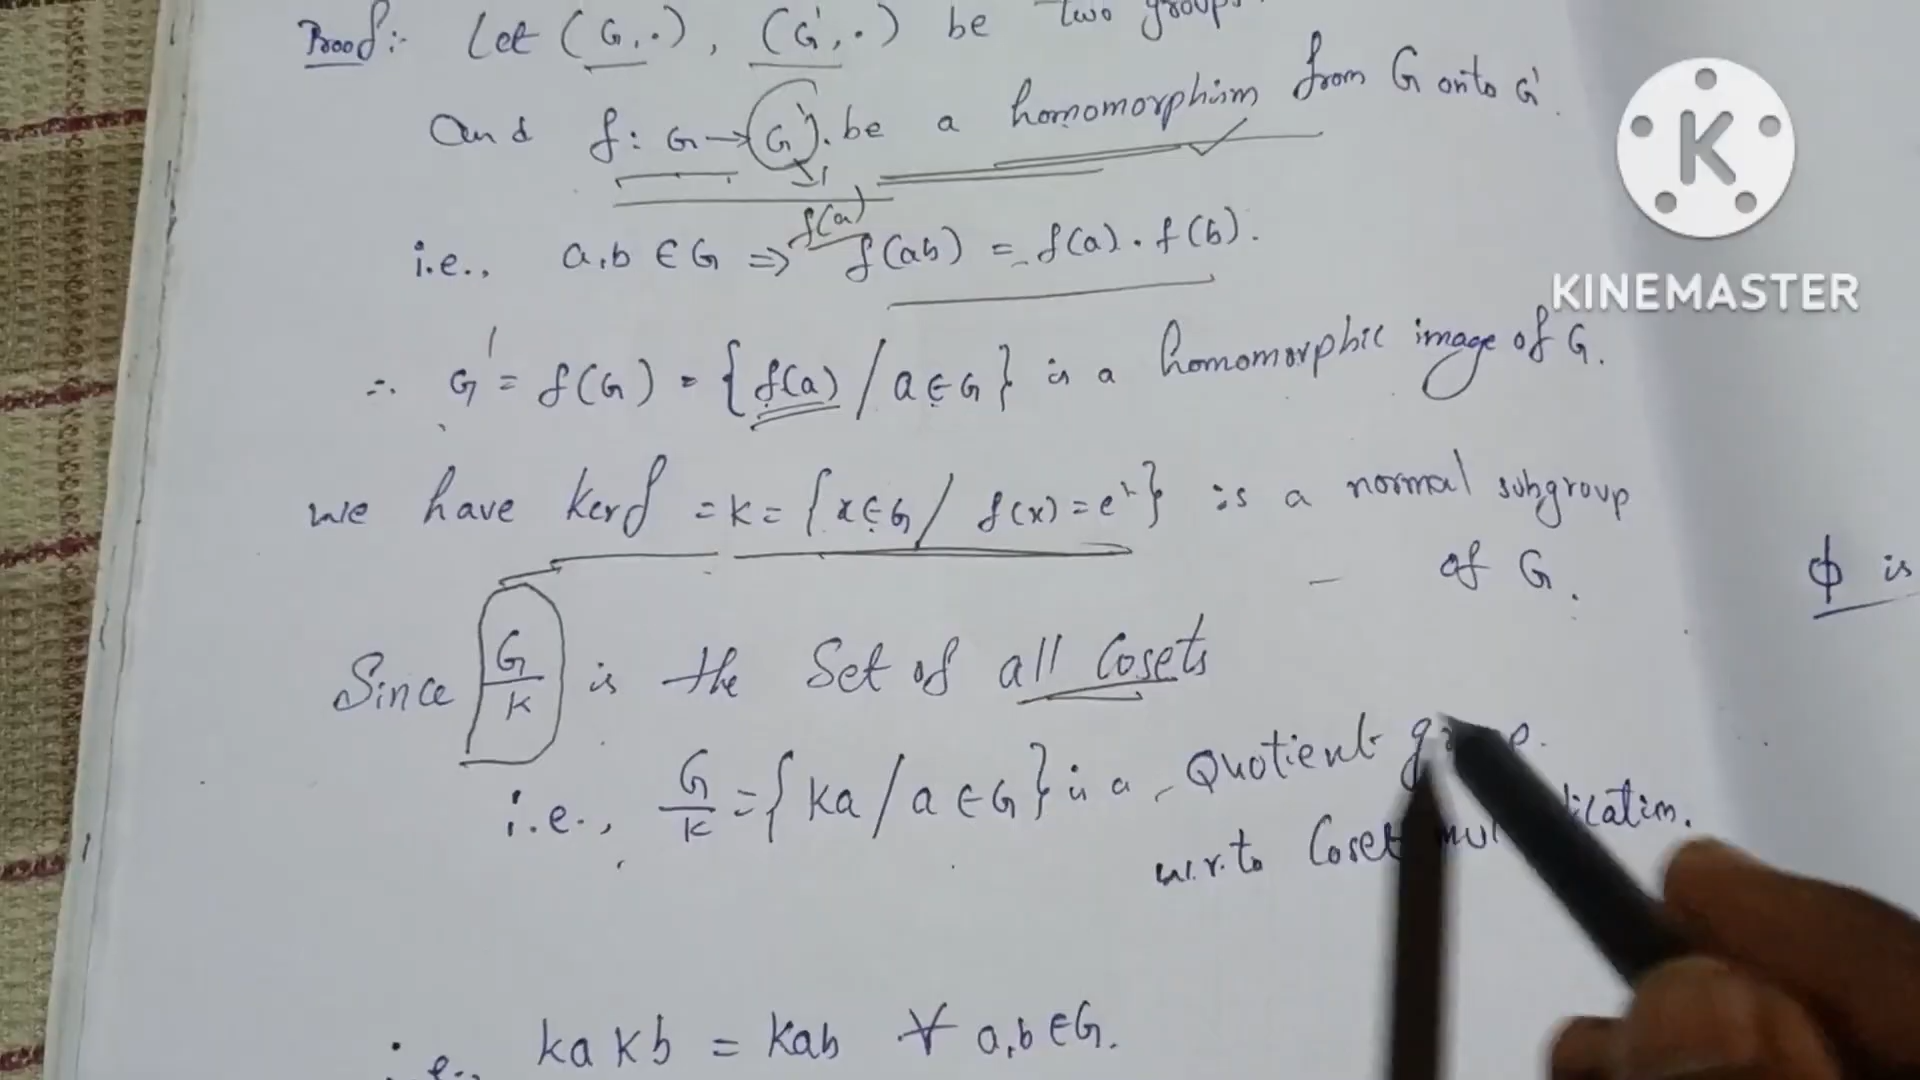 Proof:- Let (G,.), (G',.) be two groups
And f: G→G'. be a homomorphism from G onto G'.
f(a)
i.e., a,b ∈ G ⇒ f(ab) = f(a).f(b).
∴ G' = f(G) = {f(a) / a ∈ G} is a homomorphic image of G.
we have kerf = K = {x ∈ G / f(x) = e'} is a normal subgroup
of G.
ϕ is
Since G/K is the Set of all Cosets
i.e., G/K = {Ka / a ∈ G} is a Quotient
w.r.to Coset
i.e., Ka Kb = Kab ∀ a,b ∈ G.
K
KINEMASTER